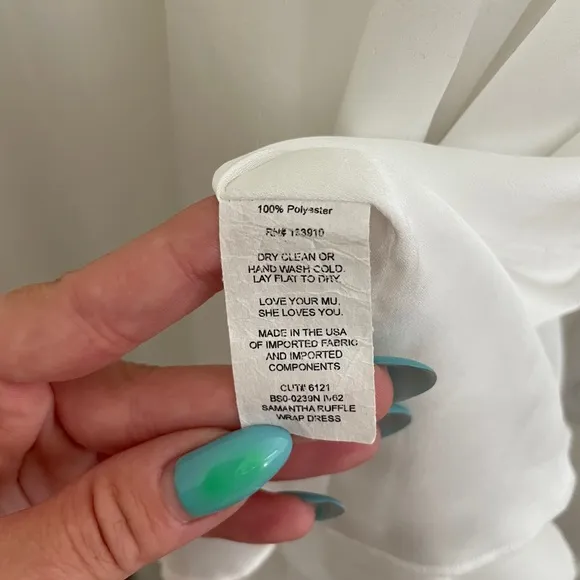 100% Polyester
RN# 133910
DRY CLEAN OR
HAND WASH COLD.
LAY FLAT TO DRY.
LOVE YOUR MU,
SHE LOVES YOU.
MADE IN THE USA
OF IMPORTED FABRIC
AND IMPORTED
COMPONENTS
CUT# 6121
BS0-0239N
SAMANTHA RUFFLE
WRAP DRESS